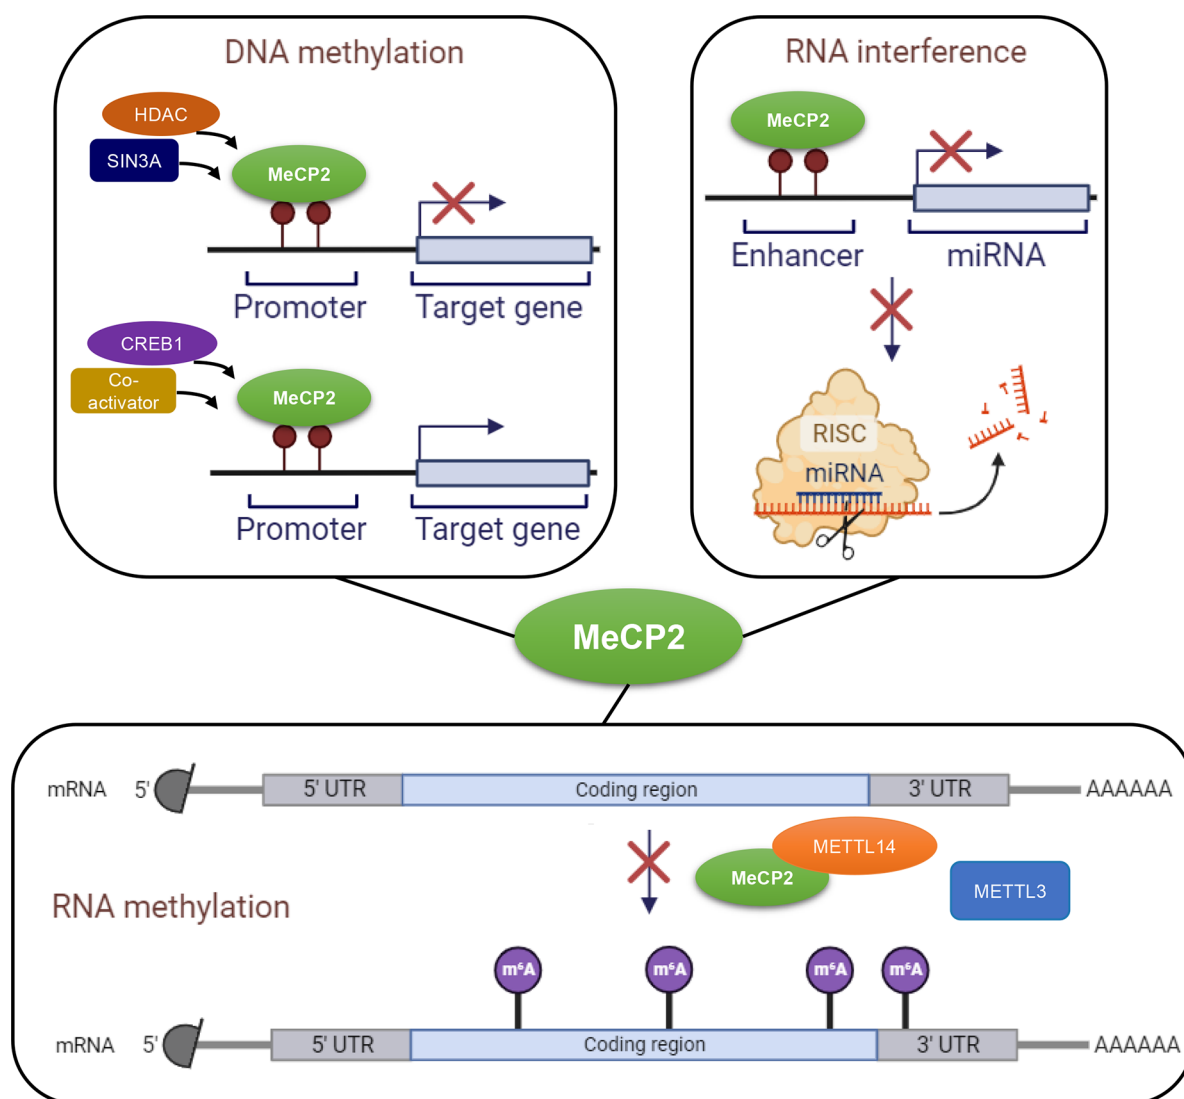 DNA methylation
HDAC
SIN3A
MeCP2
Promoter
Target gene
CREB1
Co-
activator
MeCP2
Promoter
Target gene
RNA interference
MeCP2
Enhancer
miRNA
RISC
miRNA
MeCP2
mRNA 5' 5' UTR Coding region 3' UTR AAAAAA
METTL14
MeCP2
METTL3
RNA methylation
m⁶A m⁶A m⁶A m⁶A
mRNA 5' 5' UTR Coding region 3' UTR AAAAAA